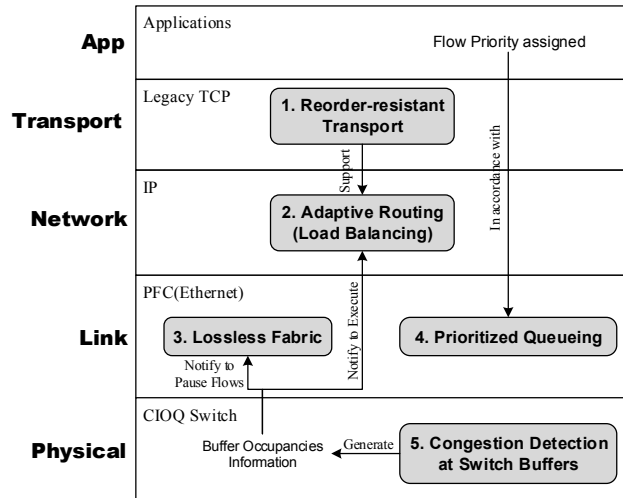 App
Applications
Flow Priority assigned
Transport
Legacy TCP
1. Reorder-resistant
Transport
Support
In accordance with
Network
IP
2. Adaptive Routing
(Load Balancing)
Link
PFC(Ethernet)
3. Lossless Fabric
Notify to Execute
4. Prioritized Queueing
Notify to
Pause Flows
Physical
CIOQ Switch
Buffer Occupancies
Information
Generate
5. Congestion Detection
at Switch Buffers